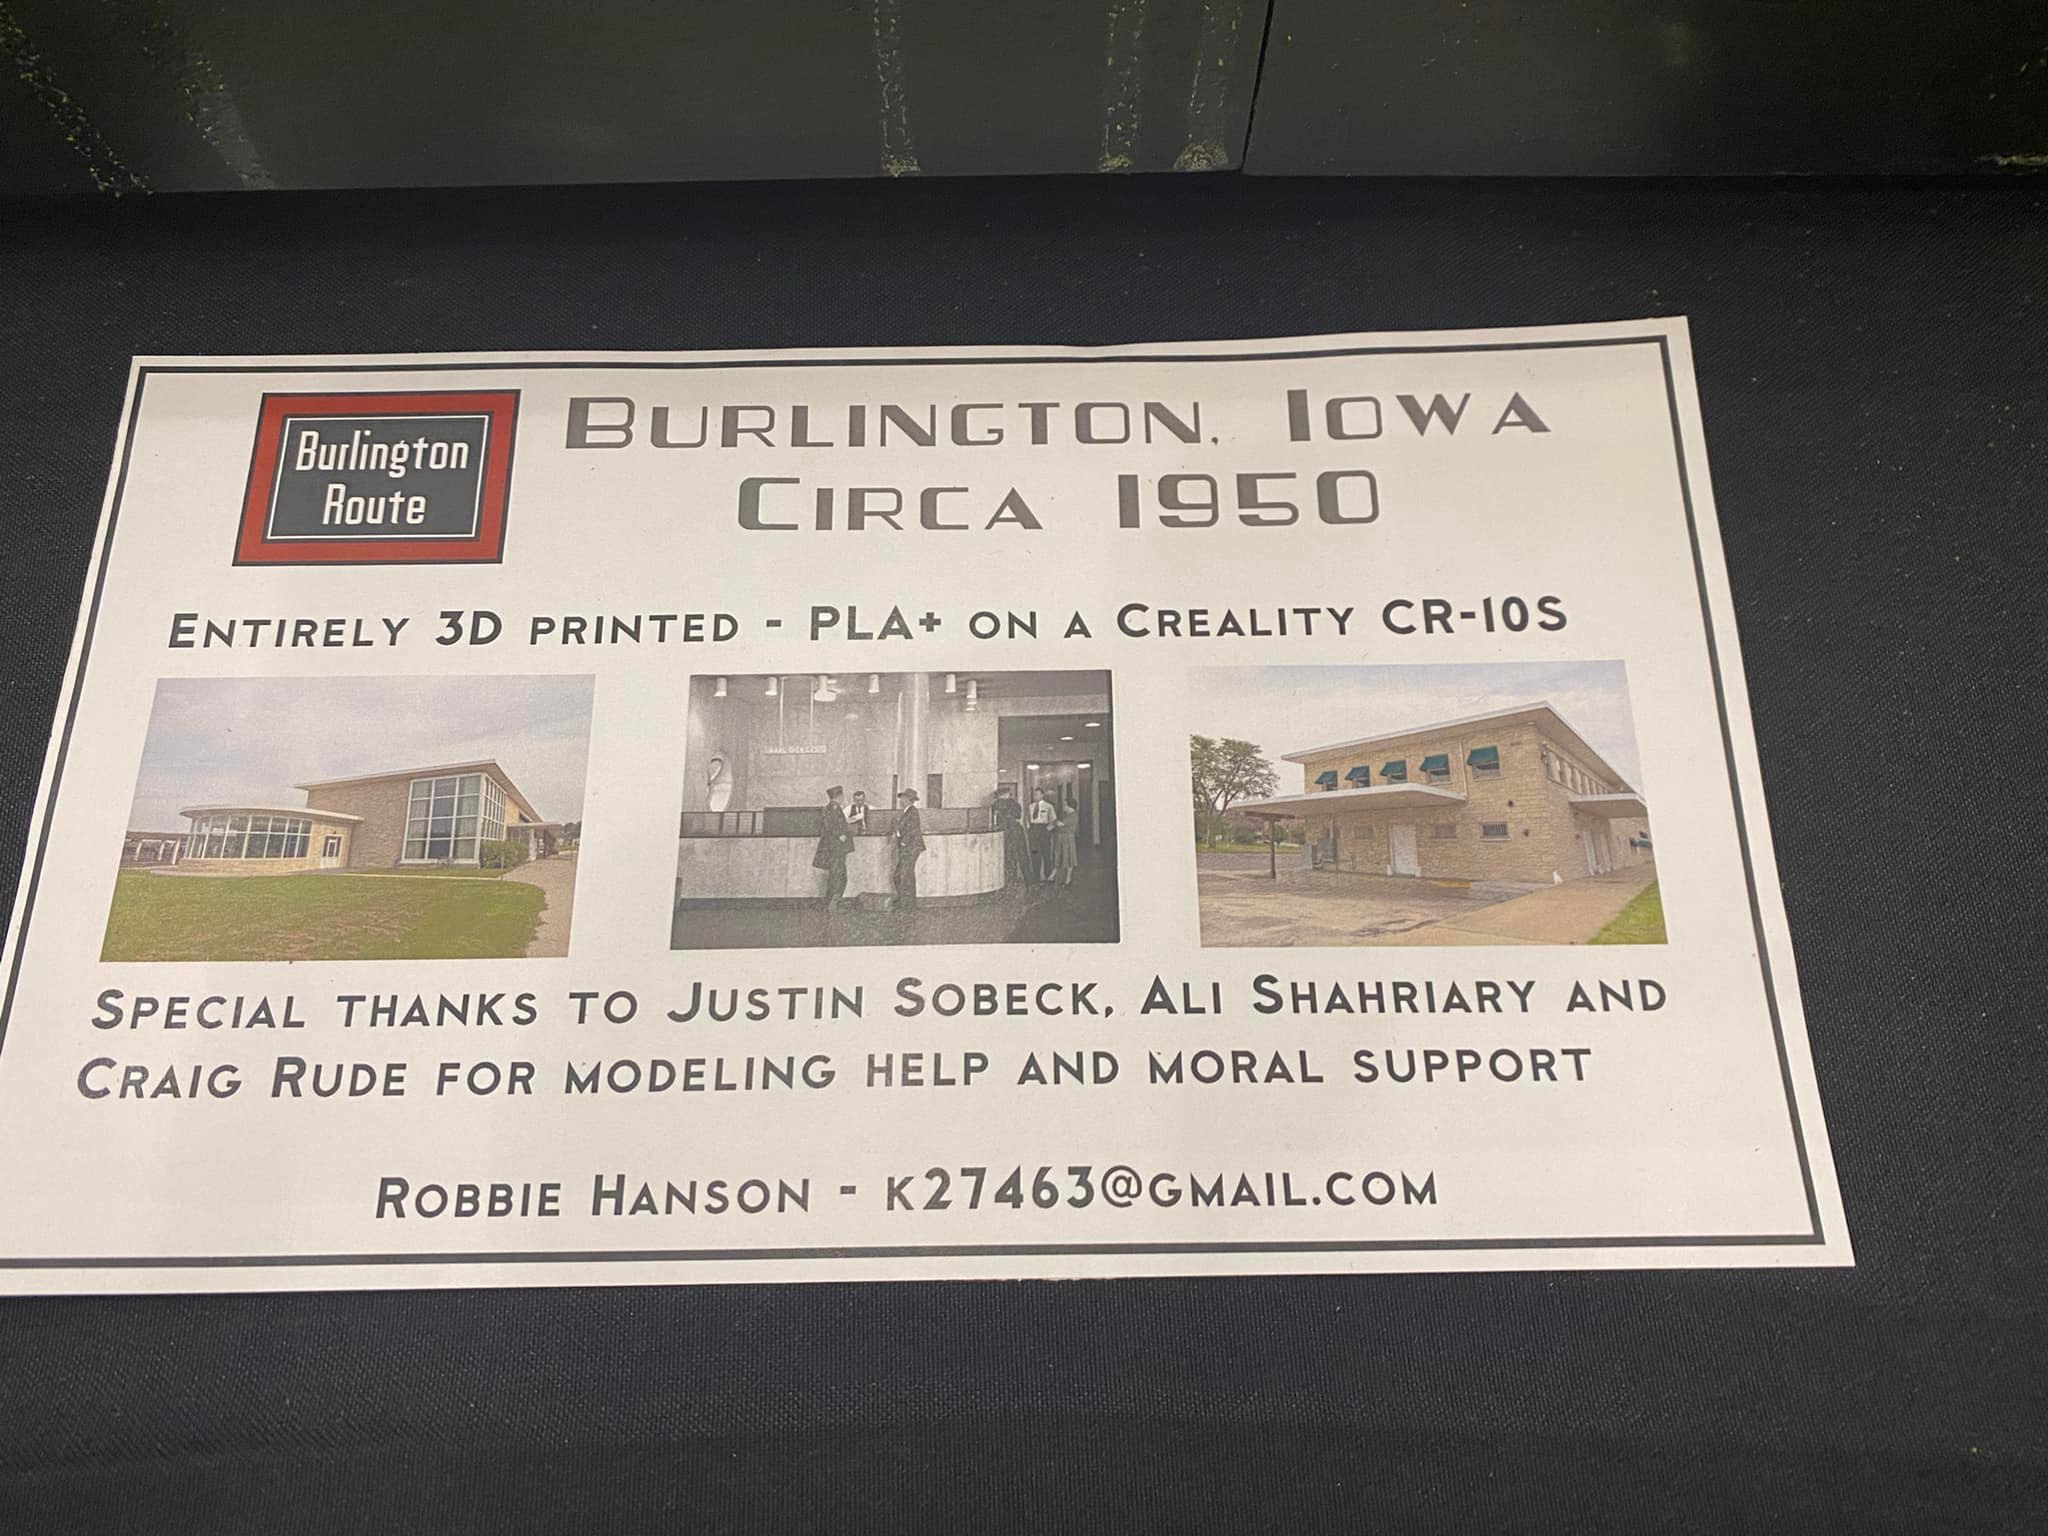 Burlington
Route
BURLINGTON, IOWA
CIRCA 1950
ENTIRELY 3D PRINTED - PLA+ ON A CREALITY CR-10S
SPECIAL THANKS TO JUSTIN SOBECK, ALI SHAHRIARY AND
CRAIG RUDE FOR MODELING HELP AND MORAL SUPPORT
ROBBIE HANSON - K27463@GMAIL.COM